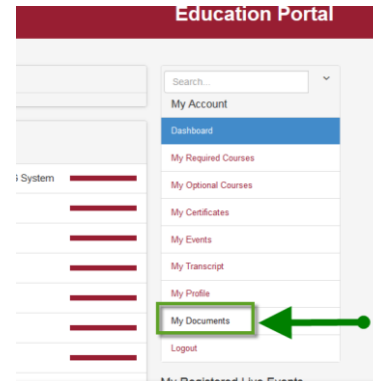 Education Portal
Search...
My Account
Dashboard
My Required Courses
System
My Optional Courses
My Certificates
My Events
My Transcript
My Profile
My Documents
Logout
My Registered Live Events